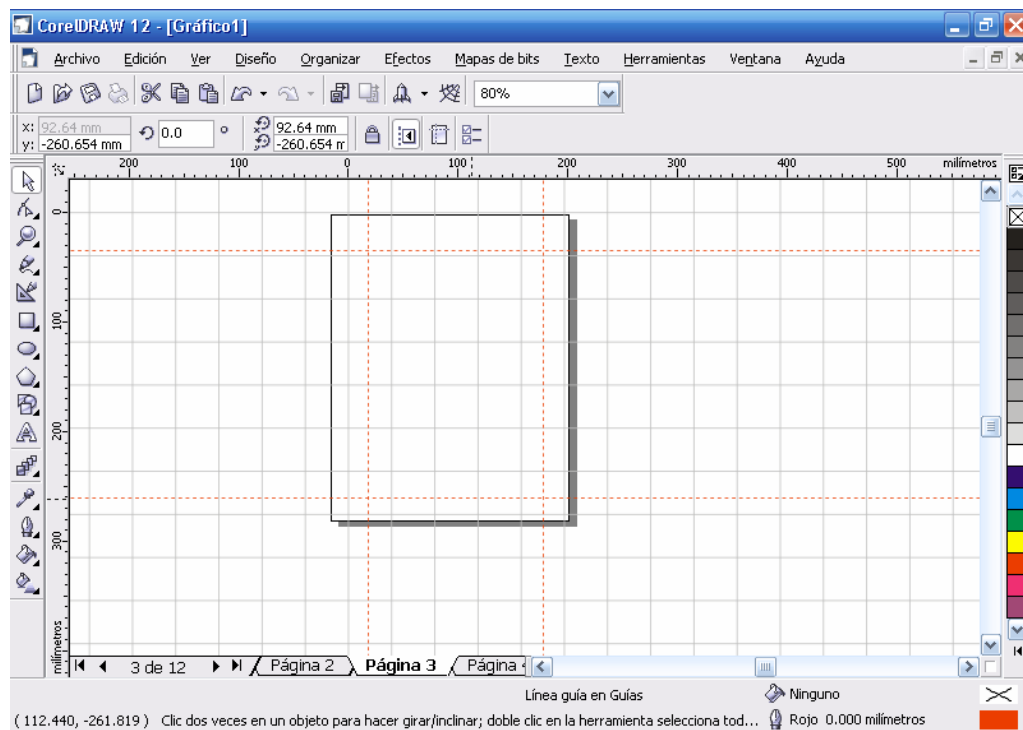 CorelDRAW 12 - [Gráfico1]
Archivo Edición Ver Diseño Organizar Efectos Mapas de bits Texto Herramientas Ventana Ayuda
80%
x: 92.64 mm 0.0 ° 92.64 mm
y: -260.654 mm -260.654 m
200 100 0 100 200 300 400 500 milímetros
0
100
200
300
milímetros
3 de 12 Página 2 Página 3 Página 4
Línea guía en Guías Ninguno
( 112.440, -261.819 ) Clic dos veces en un objeto para hacer girar/inclinar; doble clic en la herramienta selecciona tod... Rojo 0.000 milímetros